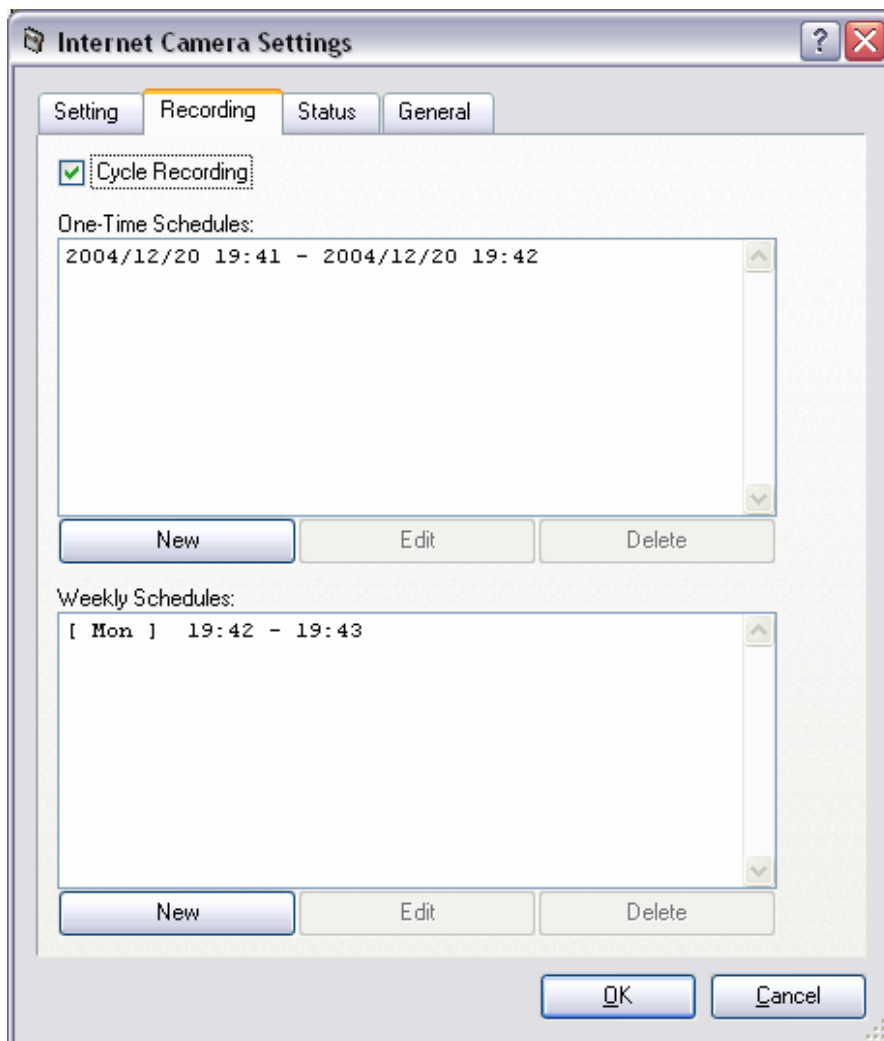 Internet Camera Settings
?
Setting Recording Status General
Cycle Recording
One-Time Schedules:
2004/12/20 19:41 - 2004/12/20 19:42
New Edit Delete
Weekly Schedules:
[ Mon ] 19:42 - 19:43
New Edit Delete
OK Cancel